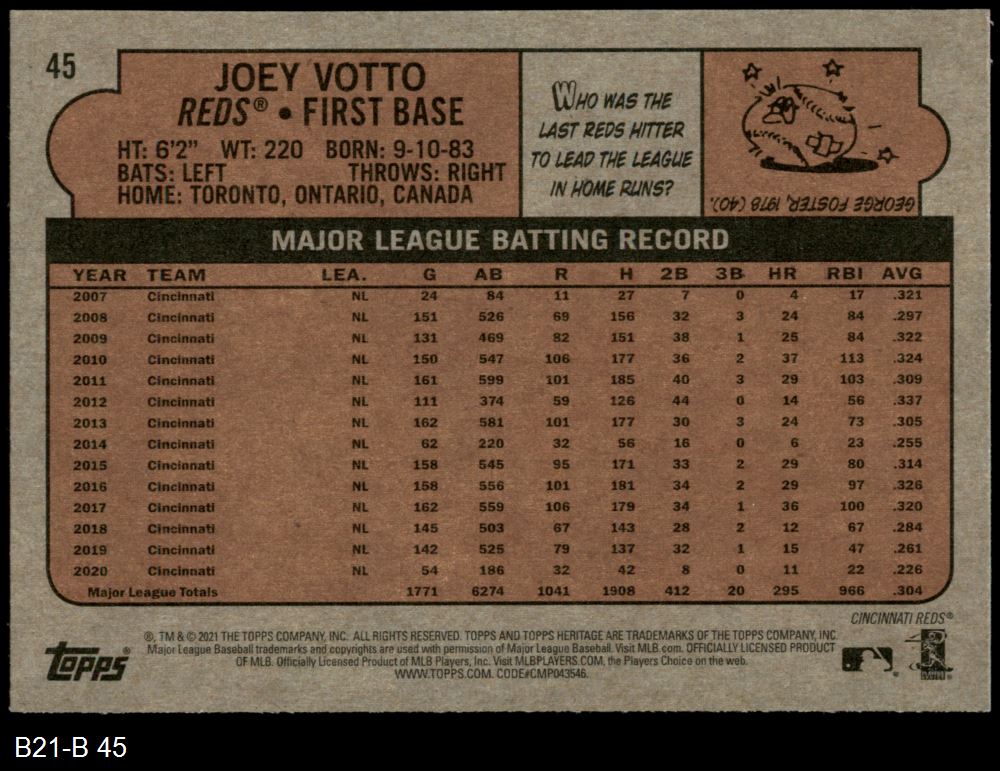 45
JOEY VOTTO
REDS® • FIRST BASE
HT: 6'2" WT: 220 BORN: 9-10-83
BATS: LEFT THROWS: RIGHT
HOME: TORONTO, ONTARIO, CANADA
WHO WAS THE
LAST REDS HITTER
TO LEAD THE LEAGUE
IN HOME RUNS?
GEORGE FOSTER, 1978 (40).
MAJOR LEAGUE BATTING RECORD
YEAR TEAM LEA. G AB R H 2B 3B HR RBI AVG
2007 Cincinnati NL 24 84 11 27 7 0 4 17 .321
2008 Cincinnati NL 151 526 69 156 32 3 24 84 .297
2009 Cincinnati NL 131 469 82 151 38 1 25 84 .322
2010 Cincinnati NL 150 547 106 177 36 2 37 113 .324
2011 Cincinnati NL 161 599 101 185 40 3 29 103 .309
2012 Cincinnati NL 111 374 59 126 44 0 14 56 .337
2013 Cincinnati NL 162 581 101 177 30 3 24 73 .305
2014 Cincinnati NL 62 220 32 56 16 0 6 23 .255
2015 Cincinnati NL 158 545 95 171 33 2 29 80 .314
2016 Cincinnati NL 158 556 101 181 34 2 29 97 .326
2017 Cincinnati NL 162 559 106 179 34 1 36 100 .320
2018 Cincinnati NL 145 503 67 143 28 2 12 67 .284
2019 Cincinnati NL 142 525 79 137 32 1 15 47 .261
2020 Cincinnati NL 54 186 32 42 8 0 11 22 .226
Major League Totals 1771 6274 1041 1908 412 20 295 966 .304
CINCINNATI REDS®
®, TM & © 2021 THE TOPPS COMPANY, INC. ALL RIGHTS RESERVED. TOPPS AND TOPPS HERITAGE ARE TRADEMARKS OF THE TOPPS COMPANY, INC.
Major League Baseball trademarks and copyrights are used with permission of Major League Baseball. Visit MLB.com. OFFICIALLY LICENSED PRODUCT
OF MLB. Officially Licensed Product of MLB Players, Inc. Visit MLBPLAYERS.COM, the Players Choice on the web.
WWW.TOPPS.COM. CODE#CMP043546.
TOPPS®
B21-B 45